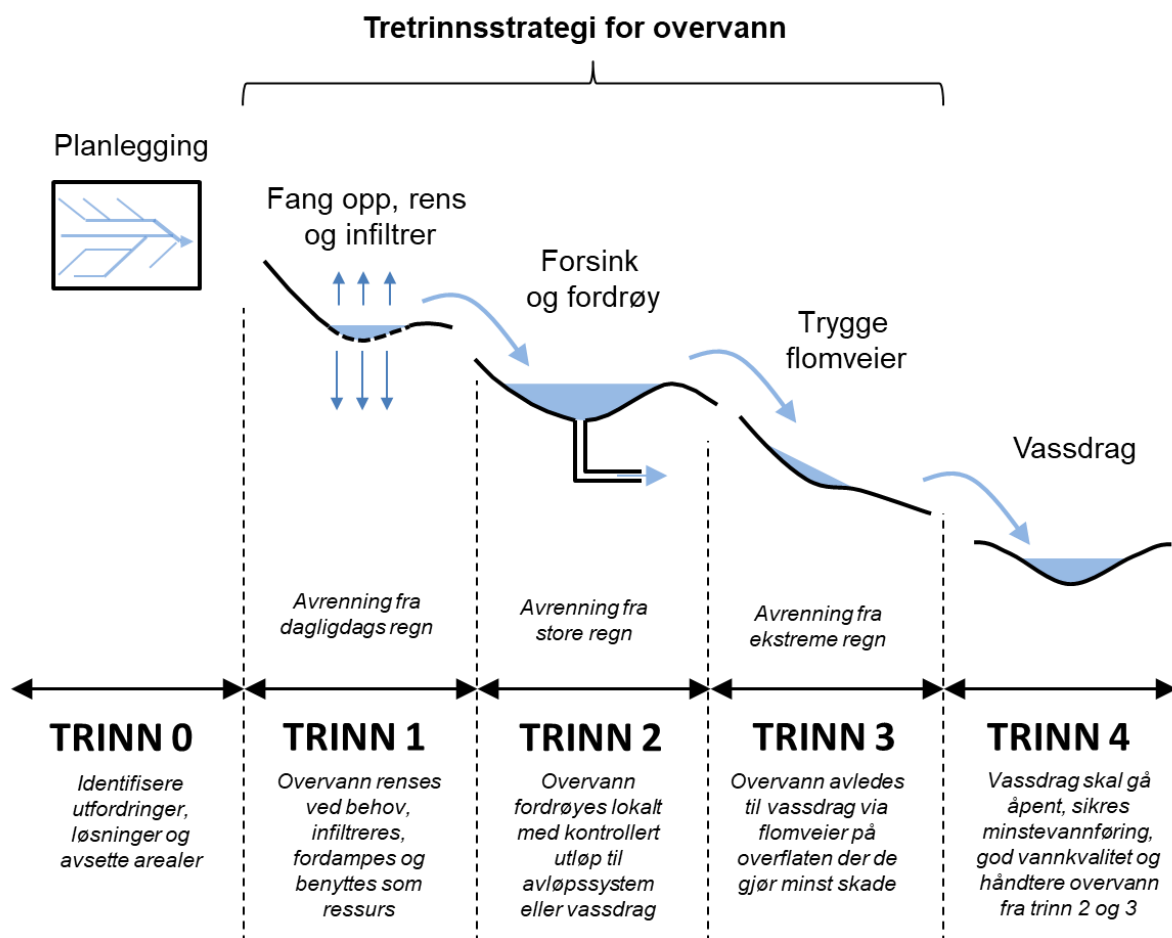 Tretrinnsstrategi for overvann
Planlegging
Fang opp, rens
og infiltrer
Forsink
og fordrøy
Trygge
flomveier
Vassdrag
Avrenning fra
dagligdags regn
Avrenning fra
store regn
Avrenning fra
ekstreme regn
TRINN 0
Identifisere
utfordringer,
løsninger og
avsette arealer
TRINN 1
Overvann renses
ved behov,
infiltreres,
fordampes og
benyttes som
ressurs
TRINN 2
Overvann
fordrøyes lokalt
med kontrollert
utløp til
avløpssystem
eller vassdrag
TRINN 3
Overvann avledes
til vassdrag via
flomveier på
overflaten der de
gjør minst skade
TRINN 4
Vassdrag skal gå
åpent, sikres
minstevannføring,
god vannkvalitet og
håndtere overvann
fra trinn 2 og 3